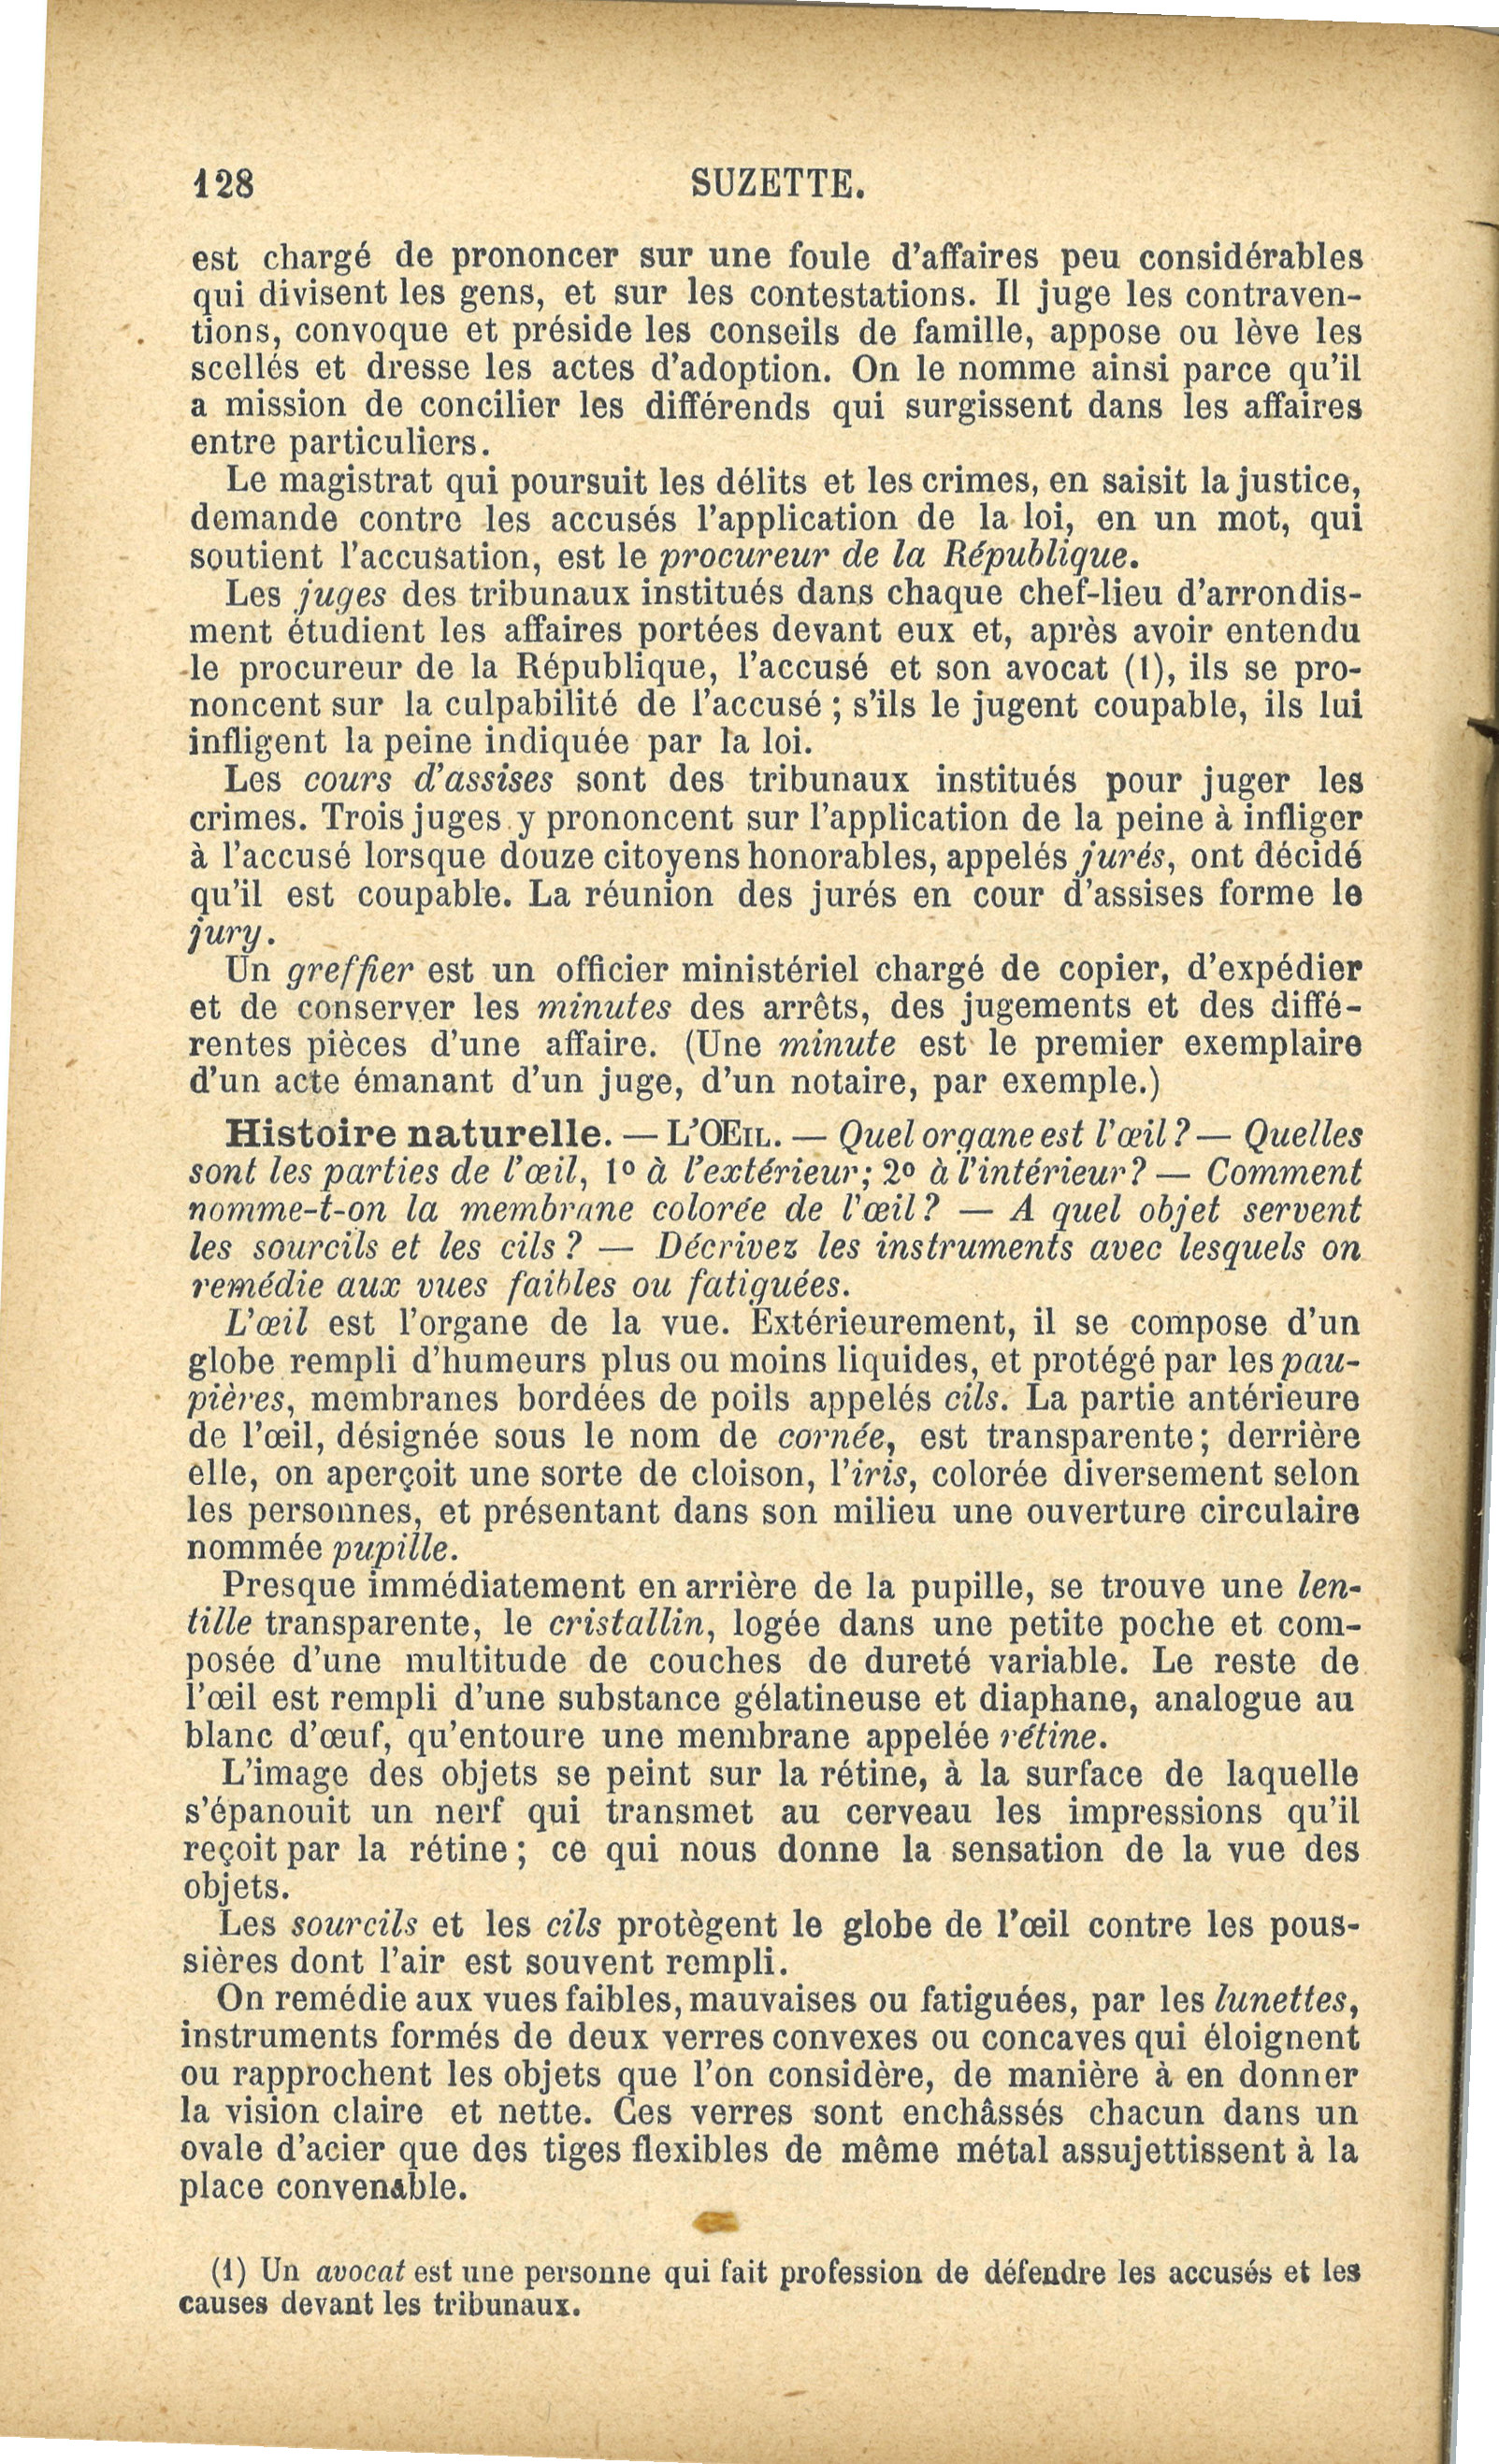 128 SUZETTE.
est chargé de prononcer sur une foule d'affaires peu considérables
qui divisent les gens, et sur les contestations. Il juge les contraven-
tions, convoque et préside les conseils de famille, appose ou lève les
scellés et dresse les actes d'adoption. On le nomme ainsi parce qu'il
a mission de concilier les différends qui surgissent dans les affaires
entre particuliers.
Le magistrat qui poursuit les délits et les crimes, en saisit la justice,
demande contre les accusés l'application de la loi, en un mot, qui
soutient l'accusation, est le procureur de la République.
Les juges des tribunaux institués dans chaque chef-lieu d'arrondis-
ment étudient les affaires portées devant eux et, après avoir entendu
le procureur de la République, l'accusé et son avocat (1), ils se pro-
noncent sur la culpabilité de l'accusé ; s'ils le jugent coupable, ils lui
infligent la peine indiquée par la loi.
Les cours d'assises sont des tribunaux institués pour juger les
crimes. Trois juges y prononcent sur l'application de la peine à infliger
à l'accusé lorsque douze citoyens honorables, appelés jurés, ont décidé
qu'il est coupable. La réunion des jurés en cour d'assises forme le
jury.
Un greffier est un officier ministériel chargé de copier, d'expédier
et de conserver les minutes des arrêts, des jugements et des diffé-
rentes pièces d'une affaire. (Une minute est le premier exemplaire
d'un acte émanant d'un juge, d'un notaire, par exemple.)
Histoire naturelle. — L'ŒIL. — Quel organe est l'œil ? — Quelles
sont les parties de l'œil, 1º à l'extérieur ; 2º à l'intérieur ? — Comment
nomme-t-on la membrane colorée de l'œil ? — A quel objet servent
les sourcils et les cils ? — Décrivez les instruments avec lesquels on
remédie aux vues faibles ou fatiguées.
L'œil est l'organe de la vue. Extérieurement, il se compose d'un
globe rempli d'humeurs plus ou moins liquides, et protégé par les pau-
pières, membranes bordées de poils appelés cils. La partie antérieure
de l'œil, désignée sous le nom de cornée, est transparente ; derrière
elle, on aperçoit une sorte de cloison, l'iris, colorée diversement selon
les personnes, et présentant dans son milieu une ouverture circulaire
nommée pupille.
Presque immédiatement en arrière de la pupille, se trouve une len-
tille transparente, le cristallin, logée dans une petite poche et com-
posée d'une multitude de couches de dureté variable. Le reste de
l'œil est rempli d'une substance gélatineuse et diaphane, analogue au
blanc d'œuf, qu'entoure une membrane appelée rétine.
L'image des objets se peint sur la rétine, à la surface de laquelle
s'épanouit un nerf qui transmet au cerveau les impressions qu'il
reçoit par la rétine ; ce qui nous donne la sensation de la vue des
objets.
Les sourcils et les cils protègent le globe de l'œil contre les pous-
sières dont l'air est souvent rempli.
On remédie aux vues faibles, mauvaises ou fatiguées, par les lunettes,
instruments formés de deux verres convexes ou concaves qui éloignent
ou rapprochent les objets que l'on considère, de manière à en donner
la vision claire et nette. Ces verres sont enchâssés chacun dans un
ovale d'acier que des tiges flexibles de même métal assujettissent à la
place convenable.
(1) Un avocat est une personne qui fait profession de défendre les accusés et les
causes devant les tribunaux.